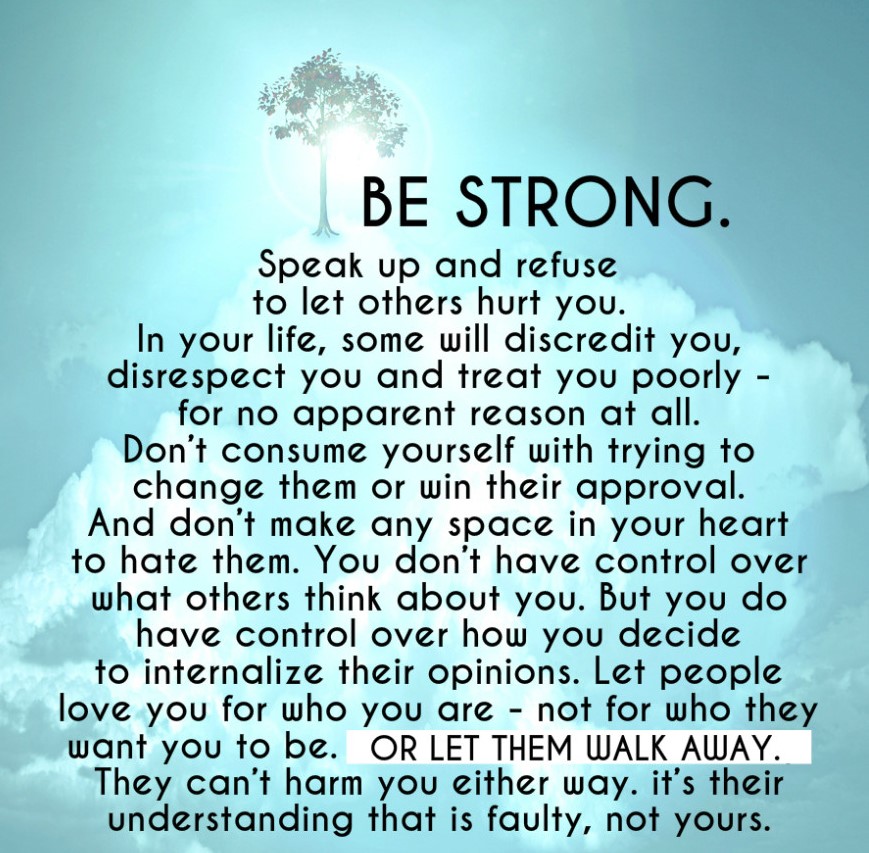 BE STRONG.
Speak up and refuse
to let others hurt you.
In your life, some will discredit you,
disrespect you and treat you poorly -
for no apparent reason at all.
Don't consume yourself with trying to
change them or win their approval.
And don't make any space in your heart
to hate them. You don't have control over
what others think about you. But you do
have control over how you decide
to internalize their opinions. Let people
love you for who you are - not for who they
want you to be. OR LET THEM WALK AWAY.
They can't harm you either way. it's their
understanding that is faulty, not yours.